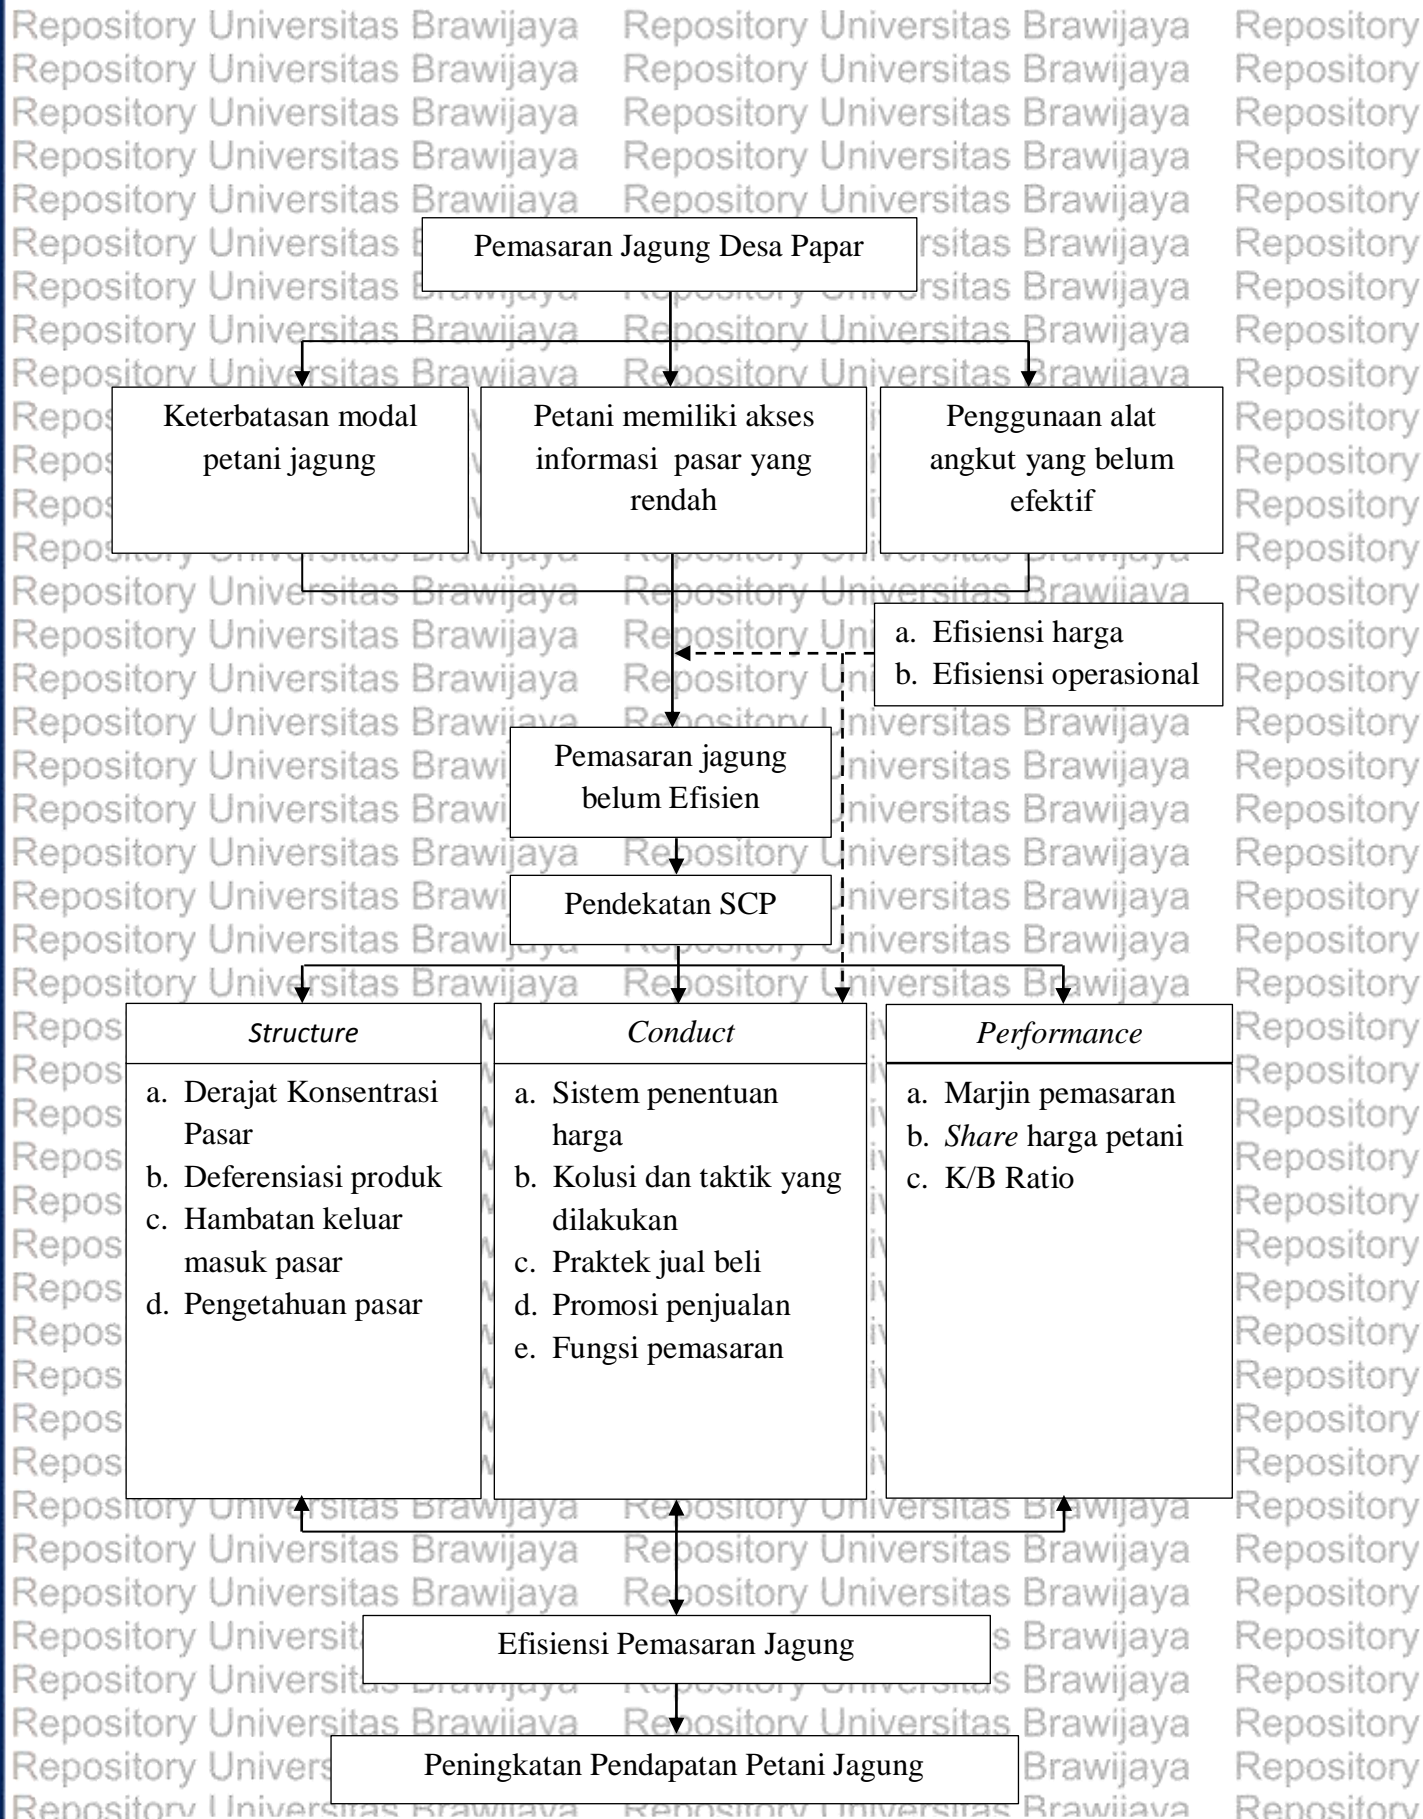 Repository Universitas Brawijaya
Pemasaran Jagung Desa Papar
Keterbatasan modal
petani jagung
Petani memiliki akses
informasi pasar yang
rendah
Penggunaan alat
angkut yang belum
efektif
a. Efisiensi harga
b. Efisiensi operasional
Pemasaran jagung
belum Efisien
Pendekatan SCP
Structure
a. Derajat Konsentrasi
Pasar
b. Deferensiasi produk
c. Hambatan keluar
masuk pasar
d. Pengetahuan pasar
Conduct
a. Sistem penentuan
harga
b. Kolusi dan taktik yang
dilakukan
c. Praktek jual beli
d. Promosi penjualan
e. Fungsi pemasaran
Performance
a. Marjin pemasaran
b. Share harga petani
c. K/B Ratio
Efisiensi Pemasaran Jagung
Peningkatan Pendapatan Petani Jagung